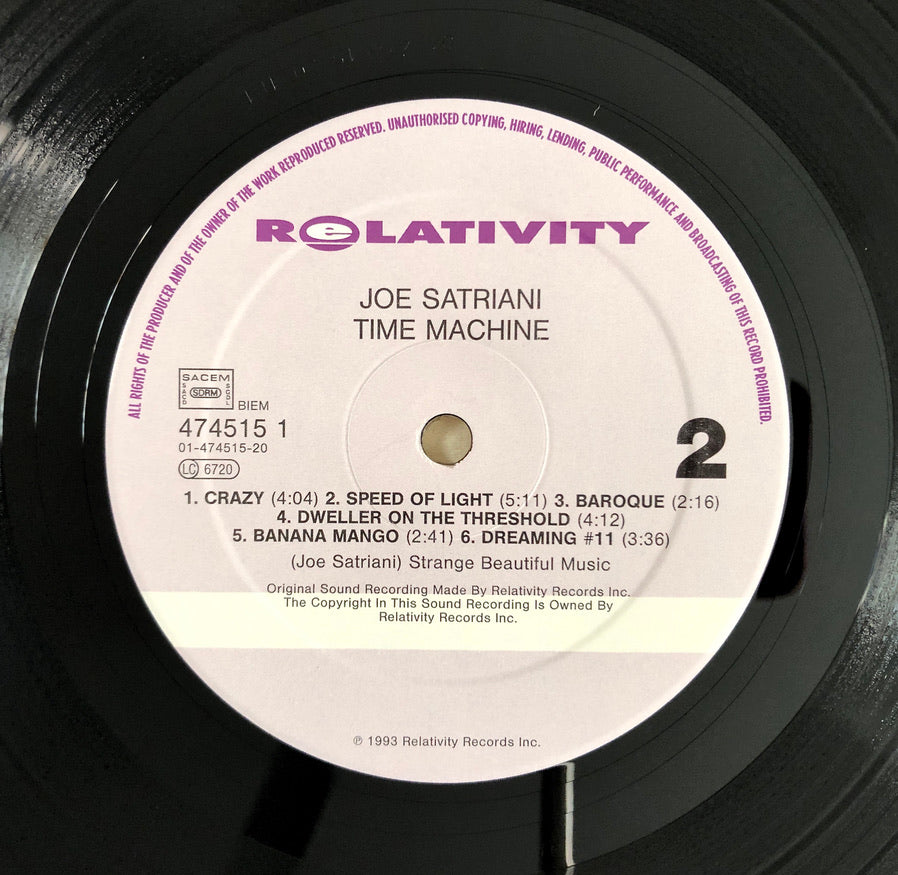 ALL RIGHTS OF THE PRODUCER AND OF THE OWNER OF THE WORK REPRODUCED RESERVED. UNAUTHORISED COPYING, HIRING, LENDING, PUBLIC PERFORMANCE AND BROADCASTING OF THIS RECORD PROHIBITED.
ReLATIVITY
JOE SATRIANI
TIME MACHINE
SACEM
SACD SDRM SGDL
BIEM
474515 1
01-474515-20
LC 6720
2
1. CRAZY (4:04) 2. SPEED OF LIGHT (5:11) 3. BAROQUE (2:16)
4. DWELLER ON THE THRESHOLD (4:12)
5. BANANA MANGO (2:41) 6. DREAMING #11 (3:36)
(Joe Satriani) Strange Beautiful Music
Original Sound Recording Made By Relativity Records Inc.
The Copyright In This Sound Recording Is Owned By
Relativity Records Inc.
℗ 1993 Relativity Records Inc.